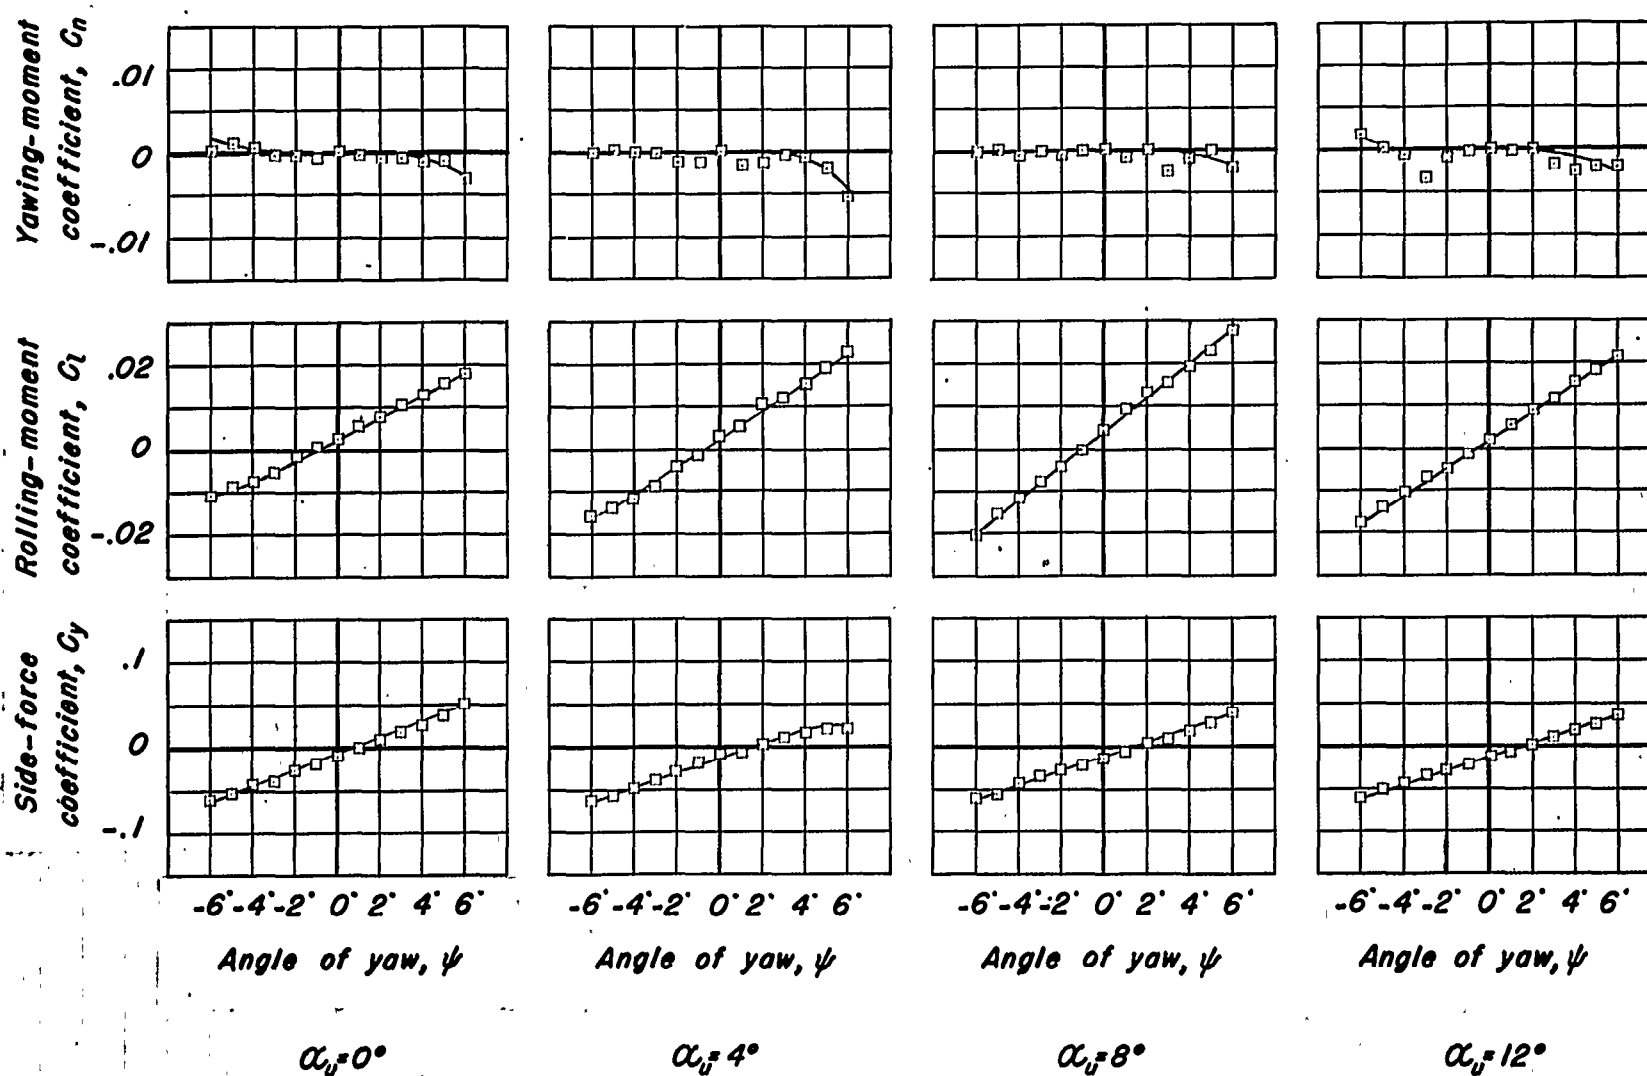 Yawing-moment
coefficient, Cn
.01
0
-.01
Rolling-moment
coefficient, Cl
.02
0
-.02
Side-force
coefficient, Cy
.1
0
-.1
-6° -4° -2° 0° 2° 4° 6°
-6° -4° -2° 0° 2° 4° 6°
-6° -4° -2° 0° 2° 4° 6°
-6° -4° -2° 0° 2° 4° 6°
Angle of yaw, ψ
Angle of yaw, ψ
Angle of yaw, ψ
Angle of yaw, ψ
αu=0°
αu=4°
αu=8°
αu=12°